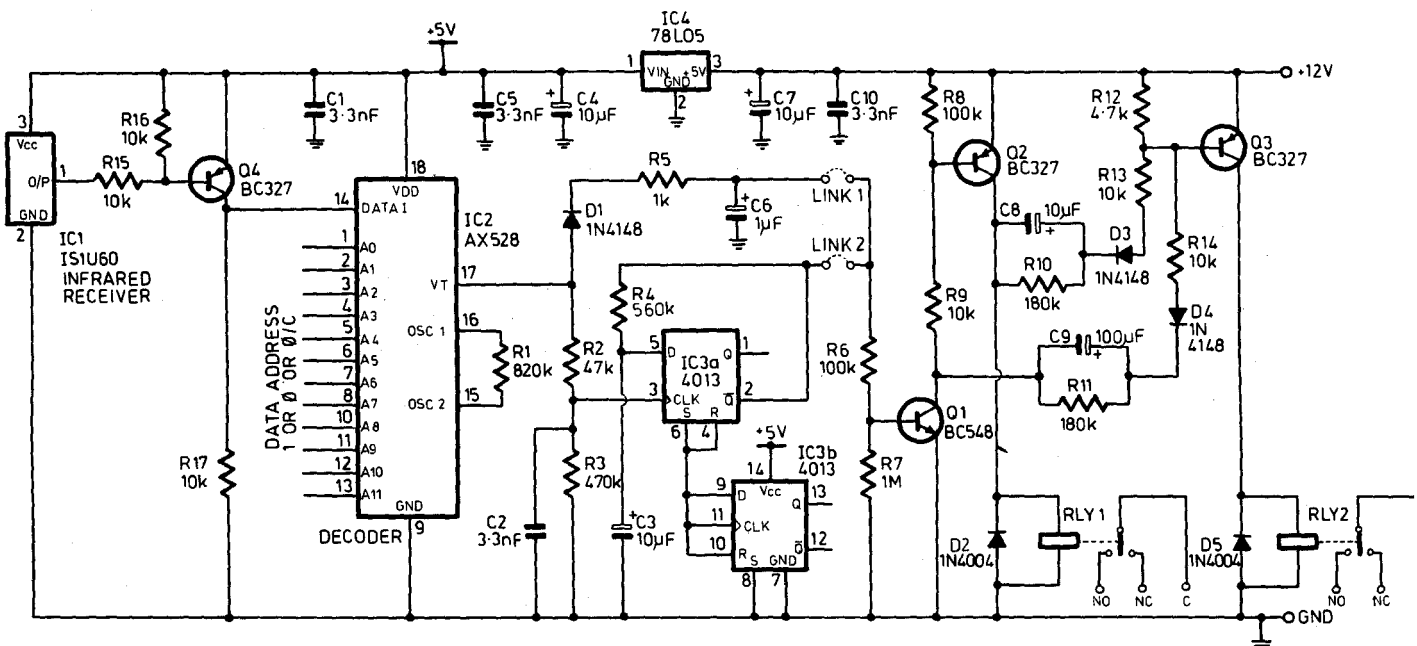 +5V
IC4
78L05
1
VIN
+5V
3
GND
2
+12V
C1
3·3nF
C5
3·3nF
+
C4
10µF
+
C7
10µF
C10
3·3nF
R8
100k
R12
4·7k
R16
10k
3
Vcc
O/P
1
GND
2
R15
10k
Q4
BC327
IC1
IS1U60
INFRARED
RECEIVER
18
VDD
14
DATA I
IC2
AX528
1
A0
2
A1
3
A2
4
A3
5
A4
6
A5
7
A6
8
A7
10
A8
11
A9
12
A10
13
A11
VT
17
OSC 1
16
OSC 2
15
GND
9
DECODER
DATA ADDRESS
1 OR Ø OR O/C
R1
820k
R17
10k
D1
1N4148
R5
1k
+
C6
1µF
LINK 1
LINK 2
R4
560k
R2
47k
R3
470k
C2
3·3nF
+
C3
10µF
5
D
Q
1
IC3a
4013
3
CLK
Q
2
S
R
6
4
+5V
IC3b
4013
14
Vcc
9
D
Q
13
11
CLK
10
R
Q
12
S
GND
8
7
R6
100k
R7
1M
R9
10k
Q1
BC548
Q2
BC327
Q3
BC327
C8
10µF
+
R10
180k
D3
1N4148
R13
10k
R14
10k
D4
1N
4148
C9
100µF
+
R11
180k
D2
1N4004
RLY1
NO
NC
C
D5
1N4004
RLY2
NO
NC
GND